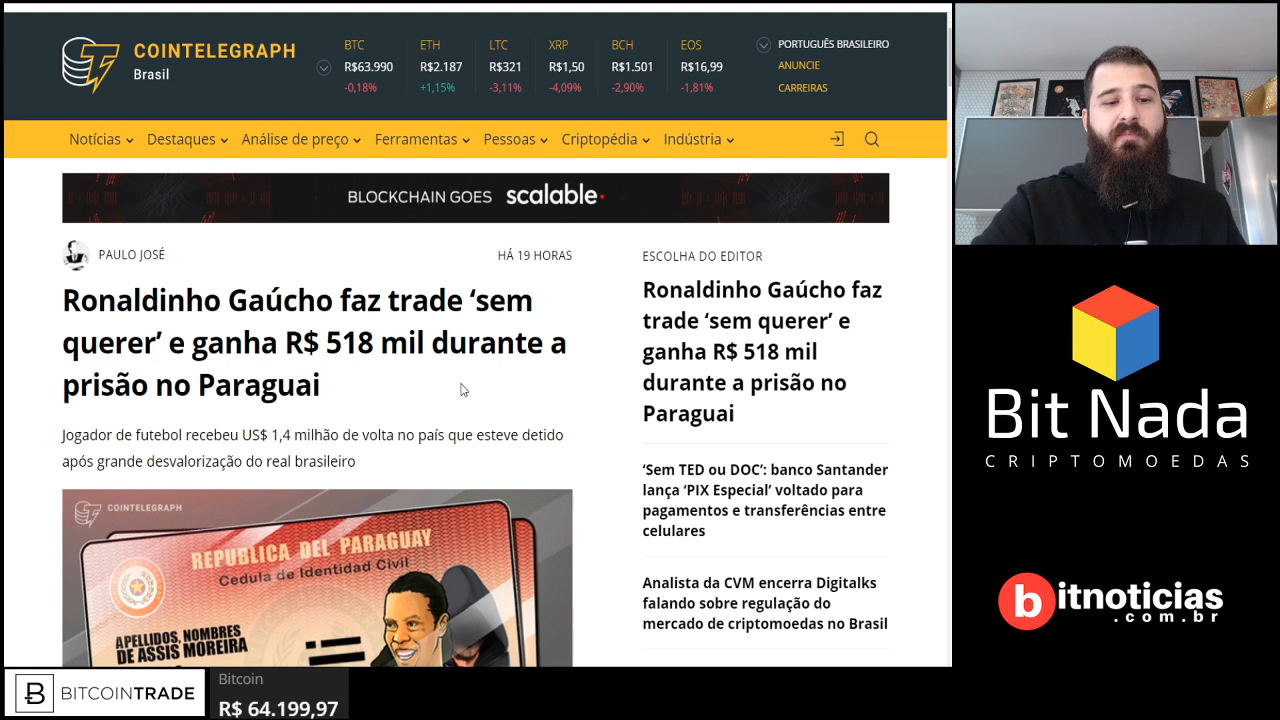 COINTELEGRAPH
Brasil
BTC
R$63.990
-0,18%
ETH
R$2.187
+1,15%
LTC
R$321
-3,11%
XRP
R$1,50
-4,09%
BCH
R$1.501
-2,90%
EOS
R$16,99
-1,81%
PORTUGUÊS BRASILEIRO
ANUNCIE
CARREIRAS
Notícias
Destaques
Análise de preço
Ferramentas
Pessoas
Criptopédia
Indústria
BLOCKCHAIN GOES scalable
PAULO JOSÉ
HÁ 19 HORAS
Ronaldinho Gaúcho faz trade ‘sem
querer’ e ganha R$ 518 mil durante a
prisão no Paraguai
Jogador de futebol recebeu US$ 1,4 milhão de volta no país que esteve detido
após grande desvalorização do real brasileiro
COINTELEGRAPH
REPUBLICA DEL PARAGUAY
Cedula de Identidad Civil
APELLIDOS, NOMBRES
DE ASSIS MOREIRA
ESCOLHA DO EDITOR
Ronaldinho Gaúcho faz
trade ‘sem querer’ e
ganha R$ 518 mil
durante a prisão no
Paraguai
‘Sem TED ou DOC’: banco Santander
lança ‘PIX Especial’ voltado para
pagamentos e transferências entre
celulares
Analista da CVM encerra Digitalks
falando sobre regulação do
mercado de criptomoedas no Brasil
Bit Nada
CRIPTOMOEDAS
bitnoticias
.com.br
BITCOINTRADE
Bitcoin
R$ 64.199,97